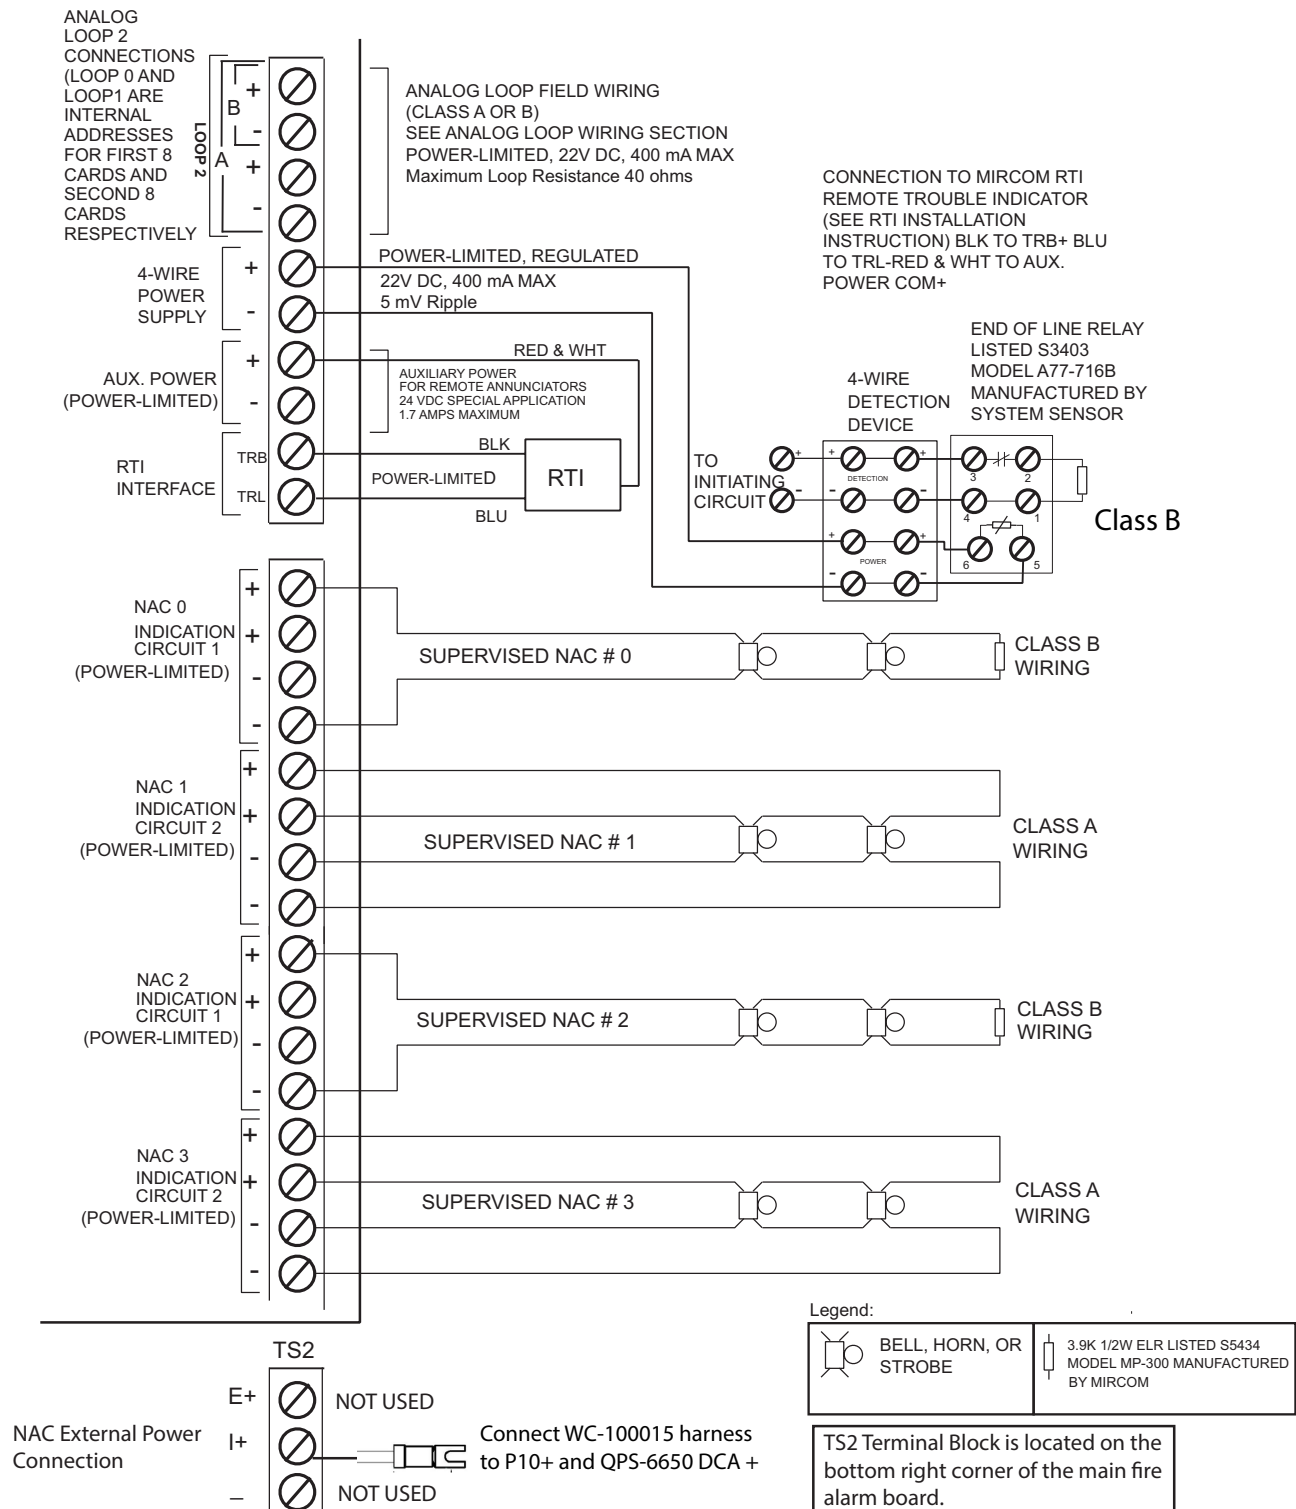 ANALOG
LOOP 2
CONNECTIONS
(LOOP 0 AND
LOOP1 ARE
INTERNAL
ADDRESSES
FOR FIRST 8
CARDS AND
SECOND 8
CARDS
RESPECTIVELY
LOOP 2
A
B
+
-
+
-
ANALOG LOOP FIELD WIRING
(CLASS A OR B)
SEE ANALOG LOOP WIRING SECTION
POWER-LIMITED, 22V DC, 400 mA MAX
Maximum Loop Resistance 40 ohms
CONNECTION TO MIRCOM RTI
REMOTE TROUBLE INDICATOR
(SEE RTI INSTALLATION
INSTRUCTION) BLK TO TRB+ BLU
TO TRL-RED & WHT TO AUX.
POWER COM+
4-WIRE
POWER
SUPPLY
+
-
POWER-LIMITED, REGULATED
22V DC, 400 mA MAX
5 mV Ripple
AUX. POWER
(POWER-LIMITED)
+
-
RED & WHT
AUXILIARY POWER
FOR REMOTE ANNUNCIATORS
24 VDC SPECIAL APPLICATION
1.7 AMPS MAXIMUM
RTI
INTERFACE
TRB
TRL
BLK
POWER-LIMITED
BLU
RTI
END OF LINE RELAY
LISTED S3403
MODEL A77-716B
MANUFACTURED BY
SYSTEM SENSOR
4-WIRE
DETECTION
DEVICE
TO
INITIATING
CIRCUIT
+
-
+ +
DETECTION
- -
+ +
POWER
- -
3 2
4 1
6 5
Class B
NAC 0
INDICATION
CIRCUIT 1
(POWER-LIMITED)
+
+
-
-
SUPERVISED NAC # 0
CLASS B
WIRING
NAC 1
INDICATION
CIRCUIT 2
(POWER-LIMITED)
+
+
-
-
SUPERVISED NAC # 1
CLASS A
WIRING
NAC 2
INDICATION
CIRCUIT 1
(POWER-LIMITED)
+
+
-
-
SUPERVISED NAC # 2
CLASS B
WIRING
NAC 3
INDICATION
CIRCUIT 2
(POWER-LIMITED)
+
+
-
-
SUPERVISED NAC # 3
CLASS A
WIRING
Legend:
BELL, HORN, OR
STROBE
3.9K 1/2W ELR LISTED S5434
MODEL MP-300 MANUFACTURED
BY MIRCOM
TS2
NAC External Power
Connection
E+
NOT USED
I+
Connect WC-100015 harness
to P10+ and QPS-6650 DCA +
–
NOT USED
TS2 Terminal Block is located on the
bottom right corner of the main fire
alarm board.